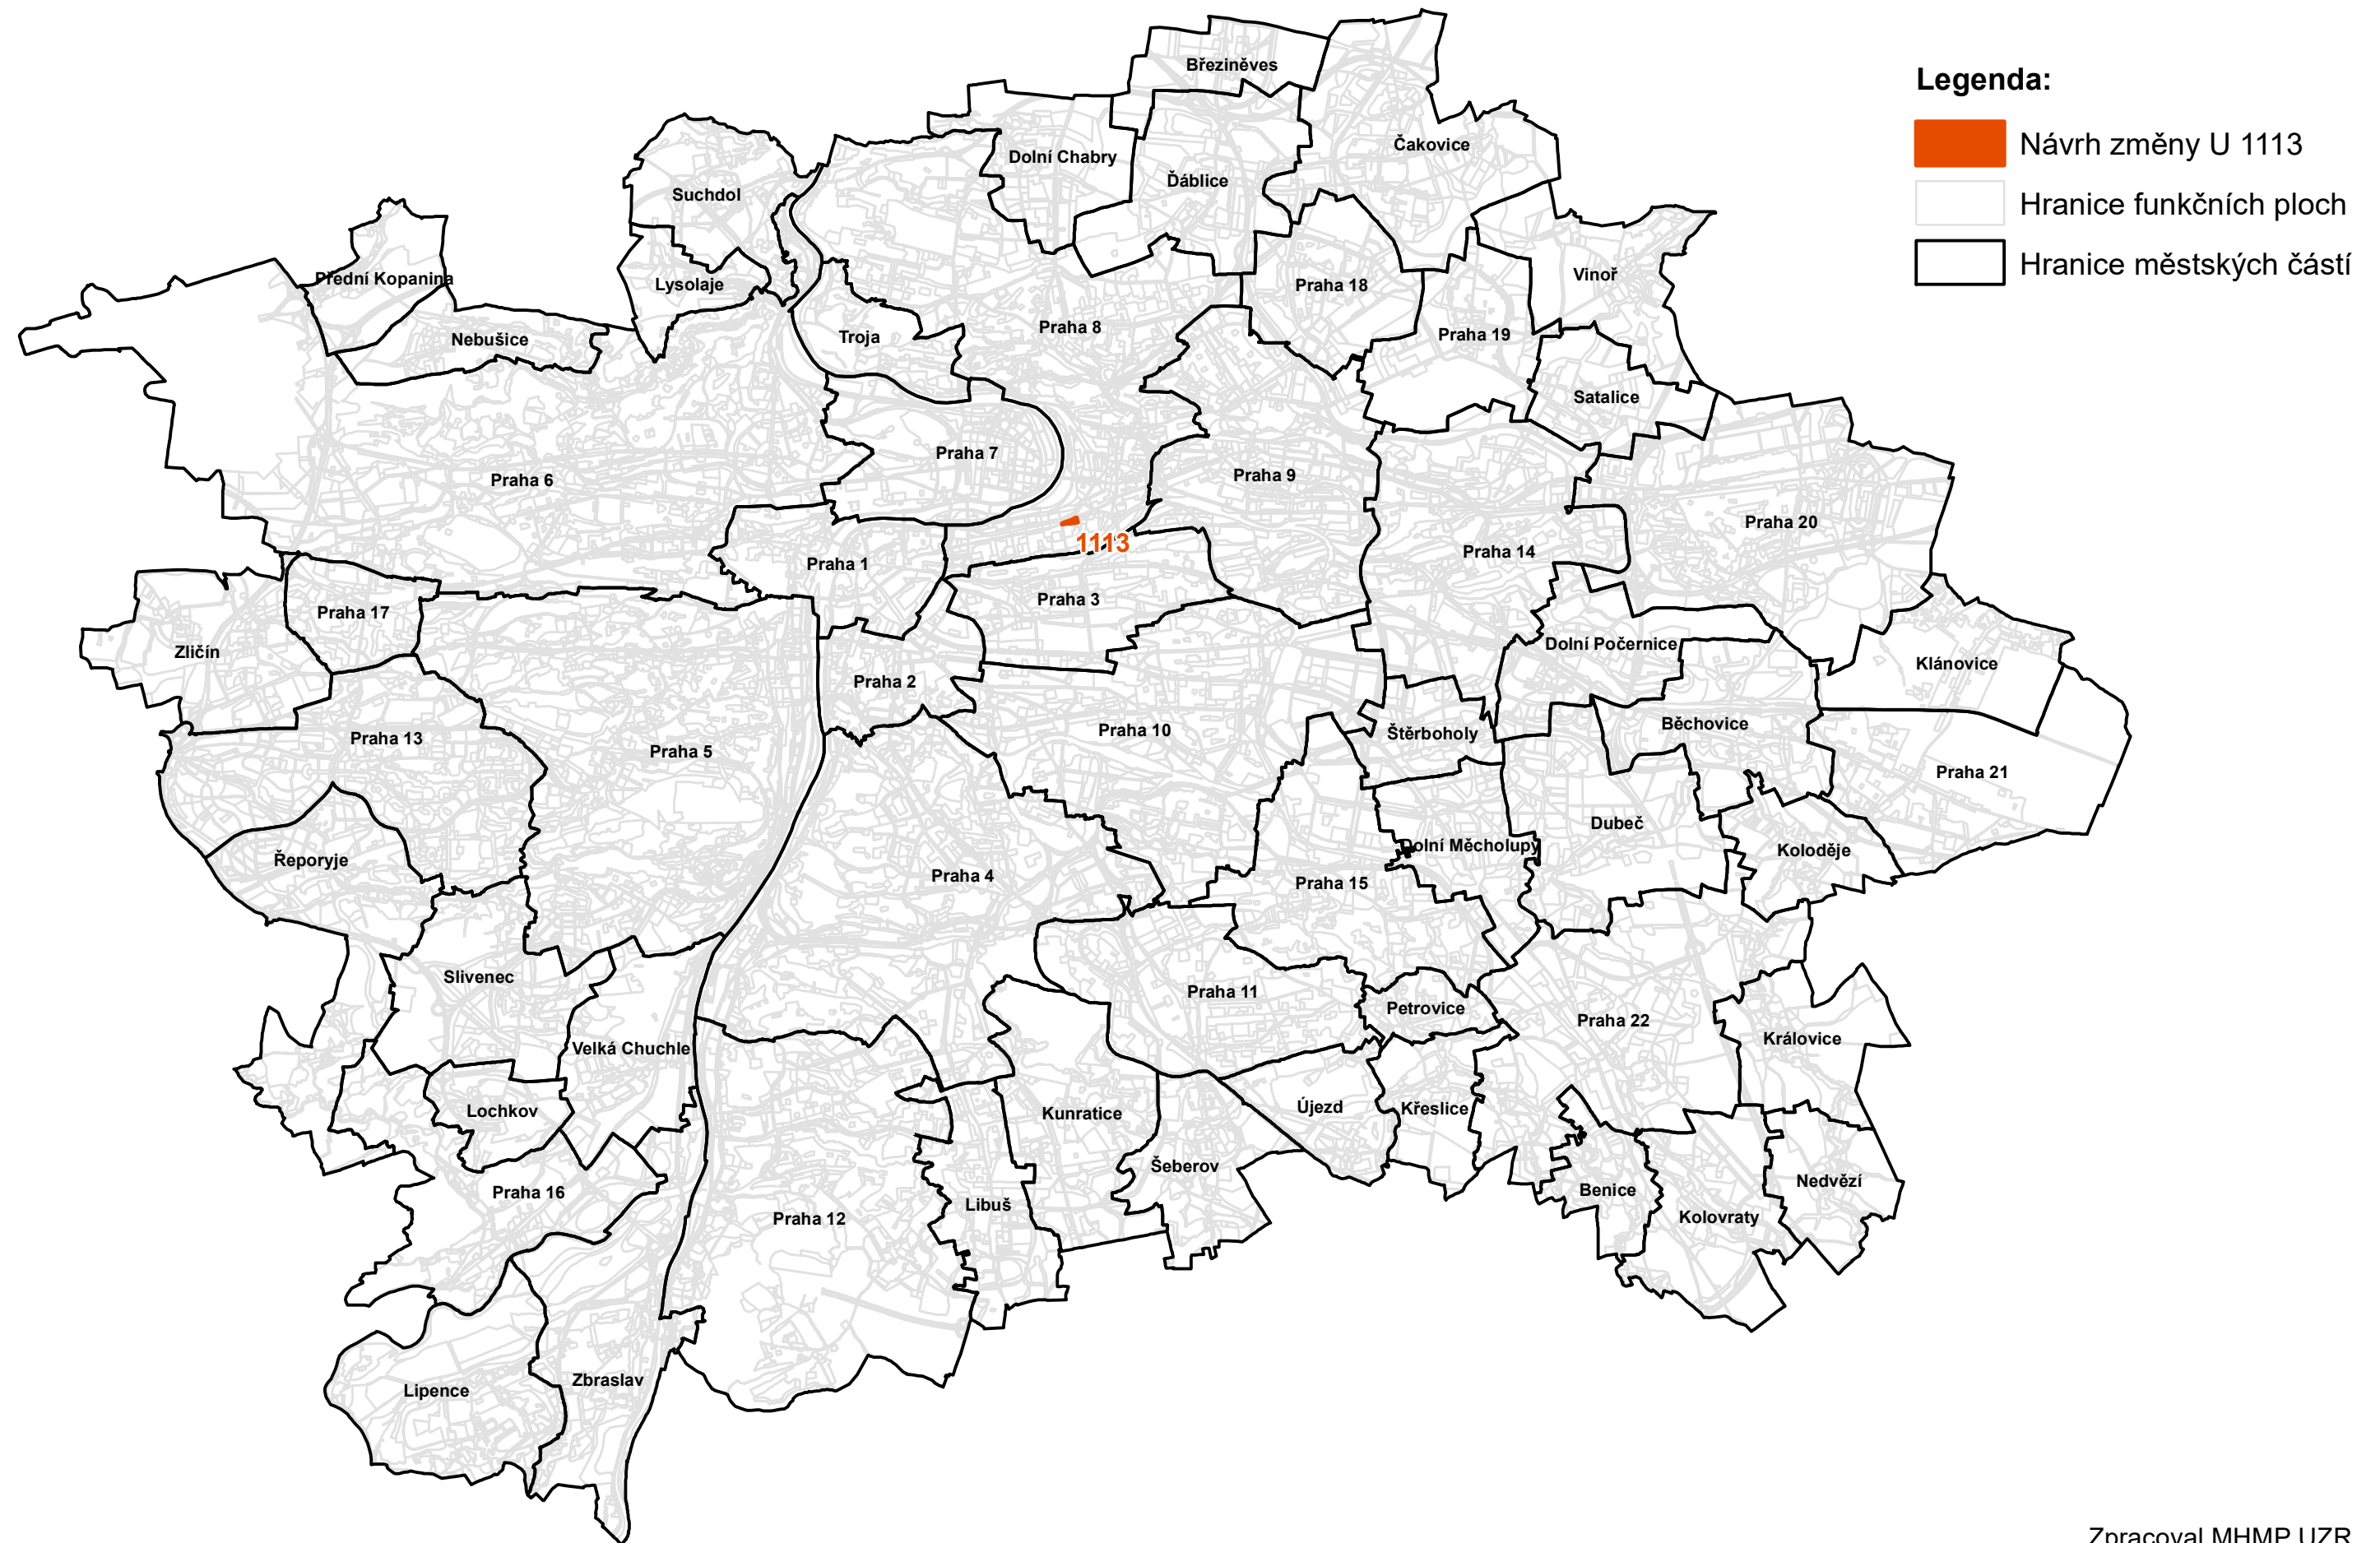 Legenda:
Návrh změny U 1113
Hranice funkčních ploch
Hranice městských částí
Březiněves
Čakovice
Dolní Chabry
Ďáblice
Suchdol
Vinoř
Přední Kopanina
Lysolaje
Praha 18
Praha 8
Praha 19
Troja
Nebušice
Satalice
Praha 7
Praha 9
Praha 6
Praha 20
1113
Praha 14
Praha 1
Praha 3
Praha 17
Dolní Počernice
Zličín
Klánovice
Praha 2
Běchovice
Praha 10
Štěrboholy
Praha 13
Praha 5
Praha 21
Dubeč
Dolní Měcholupy
Koloděje
Řeporyje
Praha 4
Praha 15
Slivenec
Praha 11
Petrovice
Praha 22
Královice
Velká Chuchle
Újezd
Křeslice
Lochkov
Kunratice
Šeberov
Nedvězí
Benice
Praha 16
Libuš
Kolovraty
Praha 12
Zbraslav
Lipence
Zpracoval MHMP UZR